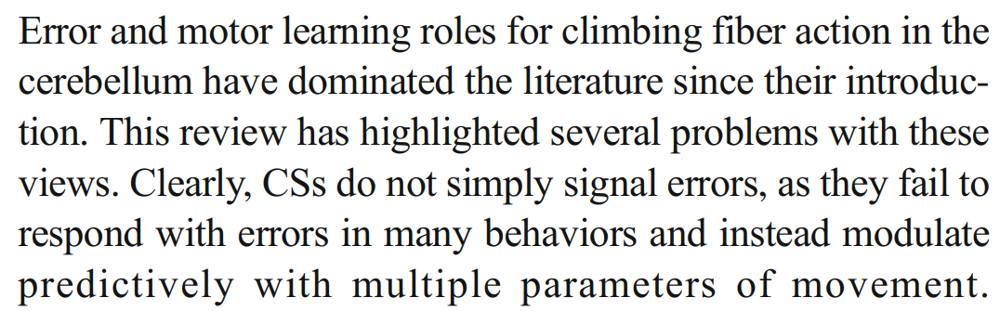 Error and motor learning roles for climbing fiber action in the
cerebellum have dominated the literature since their introduc-
tion. This review has highlighted several problems with these
views. Clearly, CSs do not simply signal errors, as they fail to
respond with errors in many behaviors and instead modulate
predictively with multiple parameters of movement.